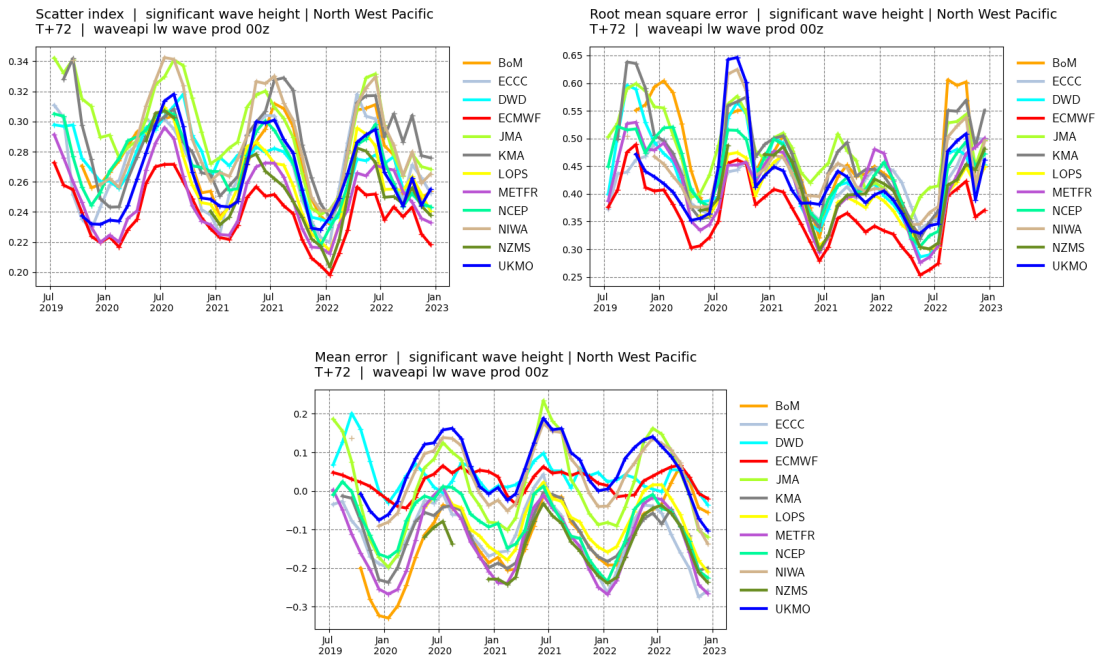 Scatter index | significant wave height | North West Pacific
T+72 | waveapi lw wave prod 00z
0.34
0.32
0.30
0.28
0.26
0.24
0.22
0.20
Jul
2019
Jan
2020
Jul
2020
Jan
2021
Jul
2021
Jan
2022
Jul
2022
Jan
2023
BoM
ECCC
DWD
ECMWF
JMA
KMA
LOPS
METFR
NCEP
NIWA
NZMS
UKMO
Root mean square error | significant wave height | North West Pacific
T+72 | waveapi lw wave prod 00z
0.65
0.60
0.55
0.50
0.45
0.40
0.35
0.30
0.25
Jul
2019
Jan
2020
Jul
2020
Jan
2021
Jul
2021
Jan
2022
Jul
2022
Jan
2023
BoM
ECCC
DWD
ECMWF
JMA
KMA
LOPS
METFR
NCEP
NIWA
NZMS
UKMO
Mean error | significant wave height | North West Pacific
T+72 | waveapi lw wave prod 00z
0.2
0.1
0.0
−0.1
−0.2
−0.3
Jul
2019
Jan
2020
Jul
2020
Jan
2021
Jul
2021
Jan
2022
Jul
2022
Jan
2023
BoM
ECCC
DWD
ECMWF
JMA
KMA
LOPS
METFR
NCEP
NIWA
NZMS
UKMO